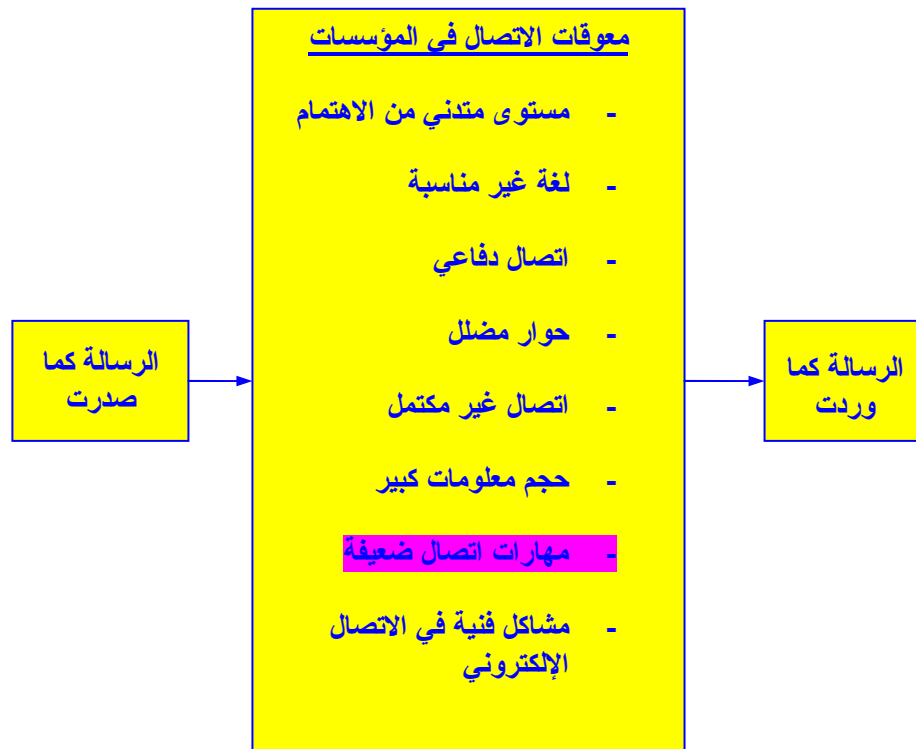 معوقات الاتصال في المؤسسات
- مستوى متدني من الاهتمام
- لغة غير مناسبة
- اتصال دفاعي
- حوار مضلل
- اتصال غير مكتمل
- حجم معلومات كبير
- مهارات اتصال ضعيفة
- مشاكل فنية في الاتصال
الإلكتروني
الرسالة كما
صدرت
الرسالة كما
وردت